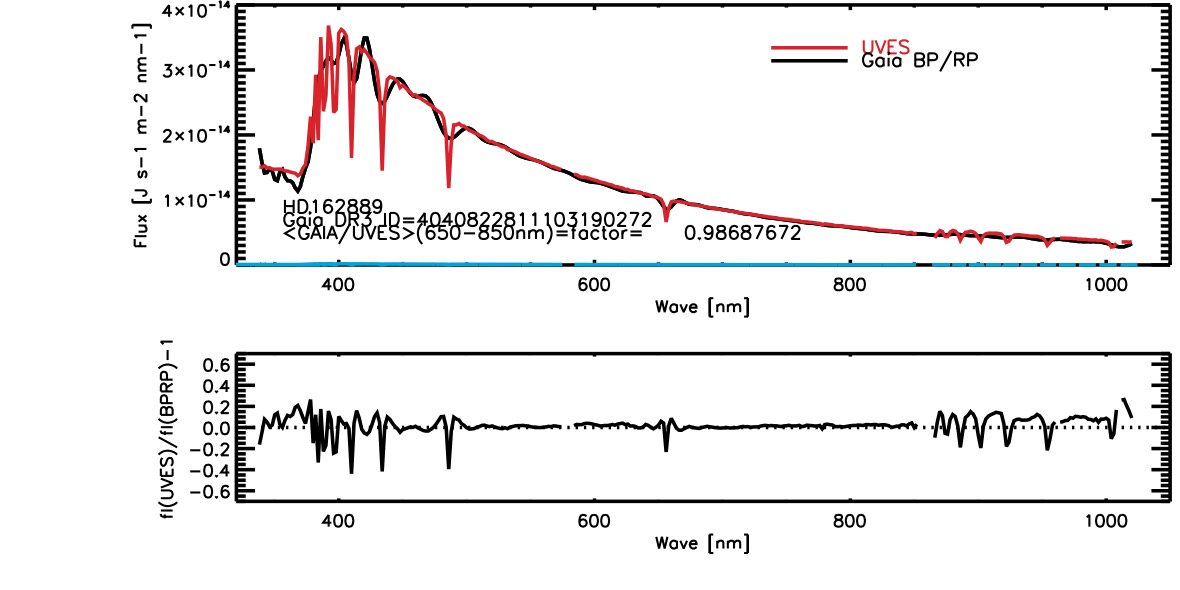 4×10⁻¹⁴
3×10⁻¹⁴
2×10⁻¹⁴
1×10⁻¹⁴
0
Flux [J s−1 m−2 nm−1]
UVES
Gaia BP/RP
HD162889
Gaia DR3 ID=4040822811103190272
<GAIA/UVES>(650−850nm)=factor= 0.98687672
400 600 800 1000
Wave [nm]
fl(UVES)/fl(BPRP)−1
0.6
0.4
0.2
0.0
−0.2
−0.4
−0.6
400 600 800 1000
Wave [nm]